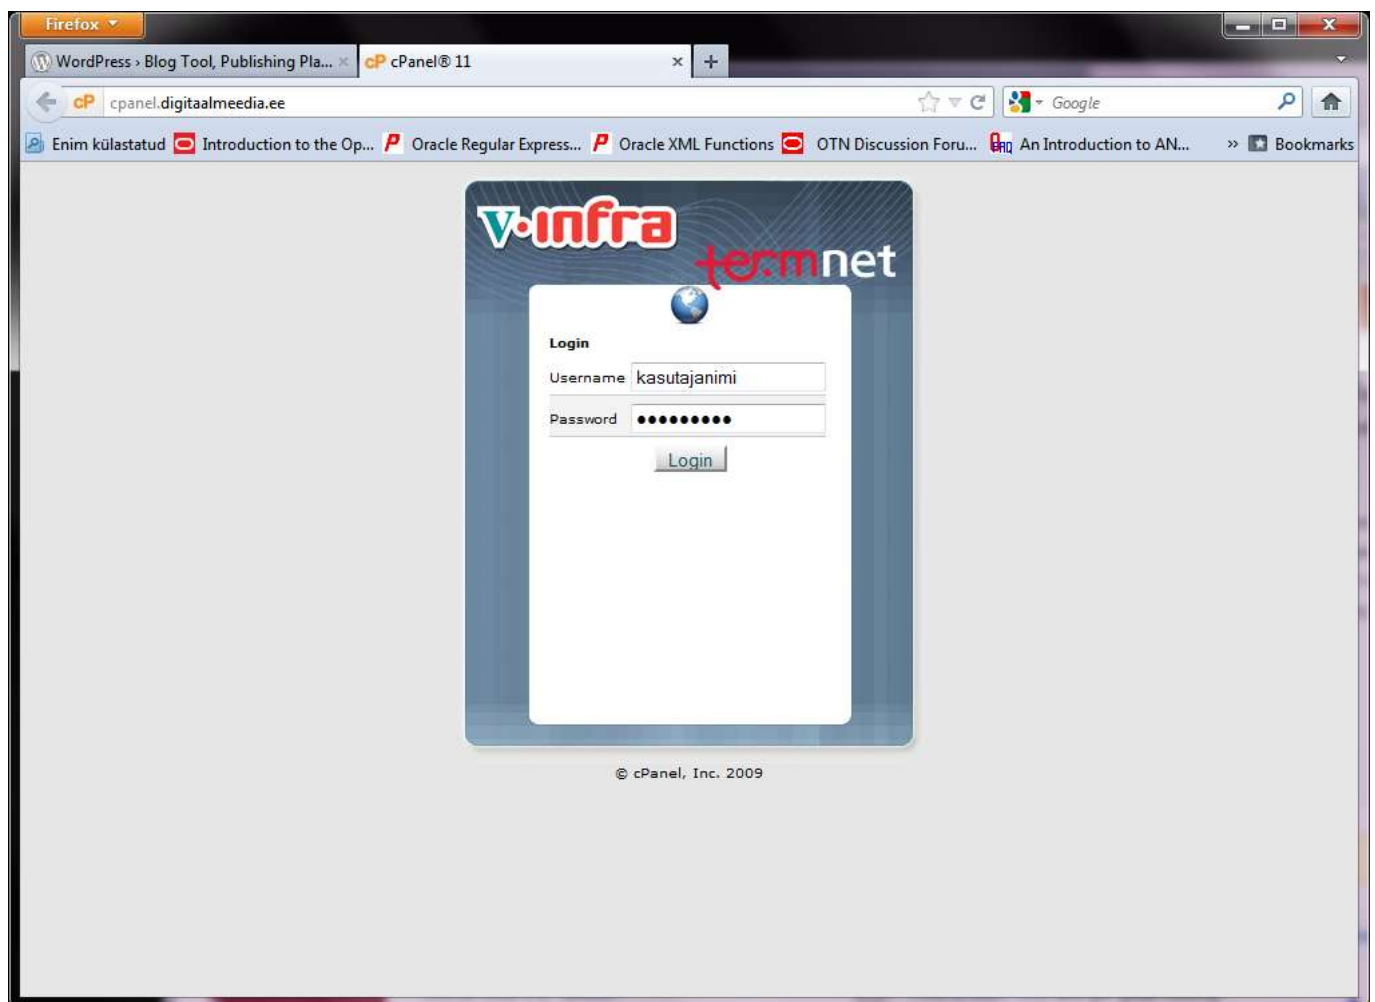 Firefox
WordPress › Blog Tool, Publishing Pla...
cP cPanel® 11
cP cpanel.digitaalmeedia.ee
Google
Enim külastatud
Introduction to the Op...
Oracle Regular Express...
Oracle XML Functions
OTN Discussion Foru...
An Introduction to AN...
» Bookmarks
V·infra
termnet
Login
Username kasutajanimi
Password •••••••••
Login
© cPanel, Inc. 2009